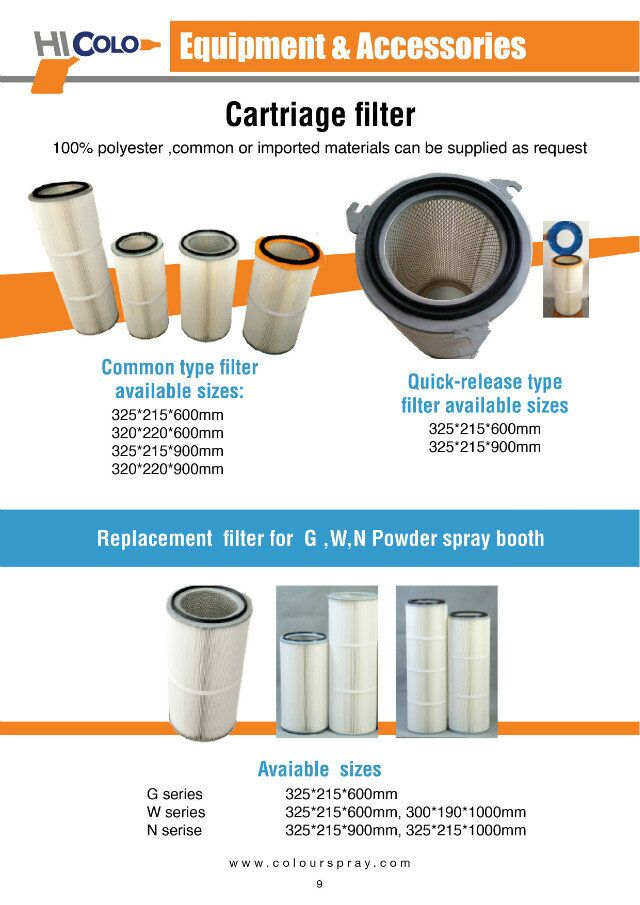 HICOLO
Equipment & Accessories
Cartriage filter
100% polyester ,common or imported materials can be supplied as request
Common type filter
available sizes:
325*215*600mm
320*220*600mm
325*215*900mm
320*220*900mm
Quick-release type
filter available sizes
325*215*600mm
325*215*900mm
Replacement filter for G ,W,N Powder spray booth
Avaiable sizes
G series 325*215*600mm
W series 325*215*600mm, 300*190*1000mm
N serise 325*215*900mm, 325*215*1000mm
www.colourspray.com
9